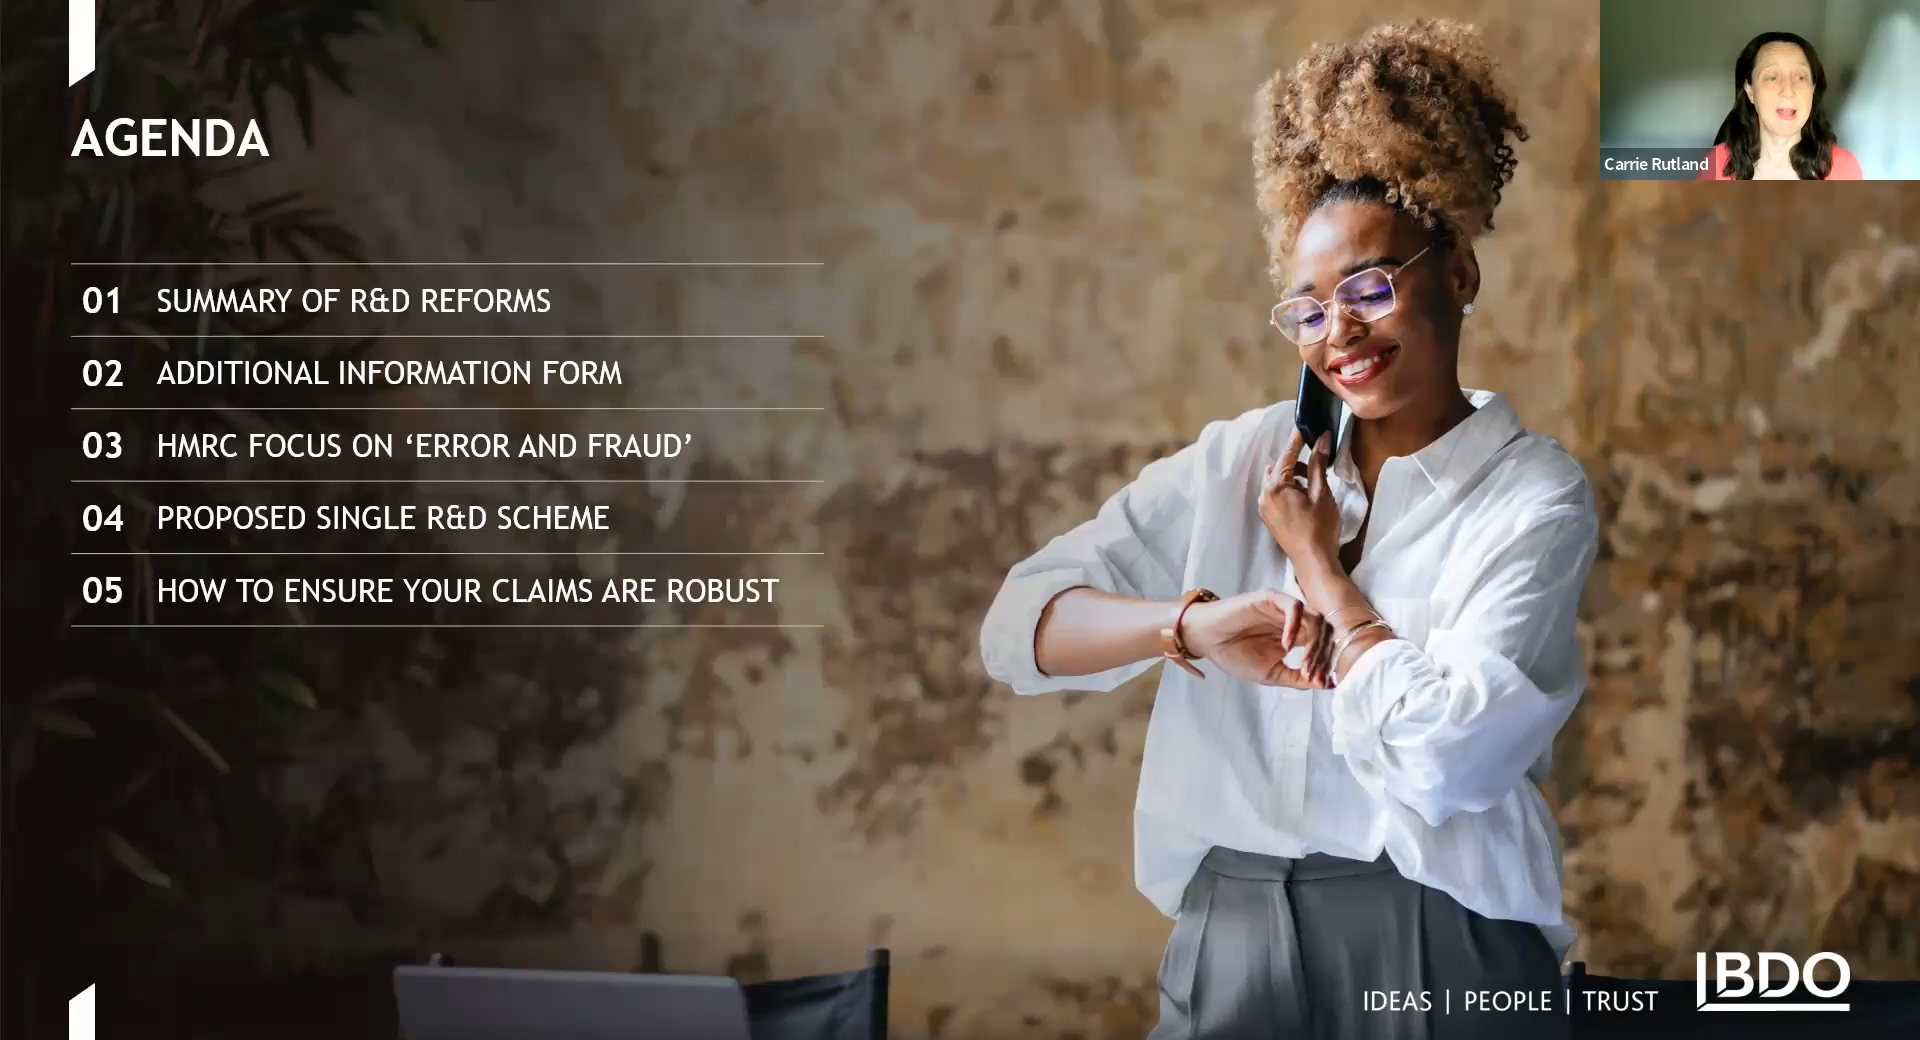 AGENDA
01 SUMMARY OF R&D REFORMS
02 ADDITIONAL INFORMATION FORM
03 HMRC FOCUS ON ‘ERROR AND FRAUD’
04 PROPOSED SINGLE R&D SCHEME
05 HOW TO ENSURE YOUR CLAIMS ARE ROBUST
Carrie Rutland
IDEAS | PEOPLE | TRUST
BDO